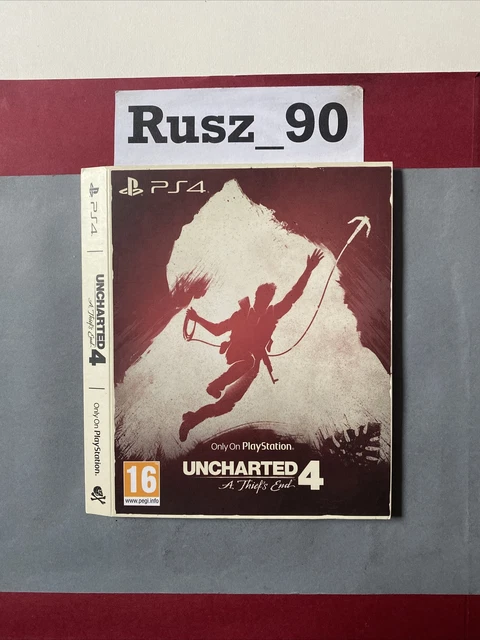 Rusz_90
PS4
PS4
UNCHARTED 4
A Thief's End
Only On PlayStation.
Only On PlayStation.
16
www.pegi.info
UNCHARTED 4
A Thief's End